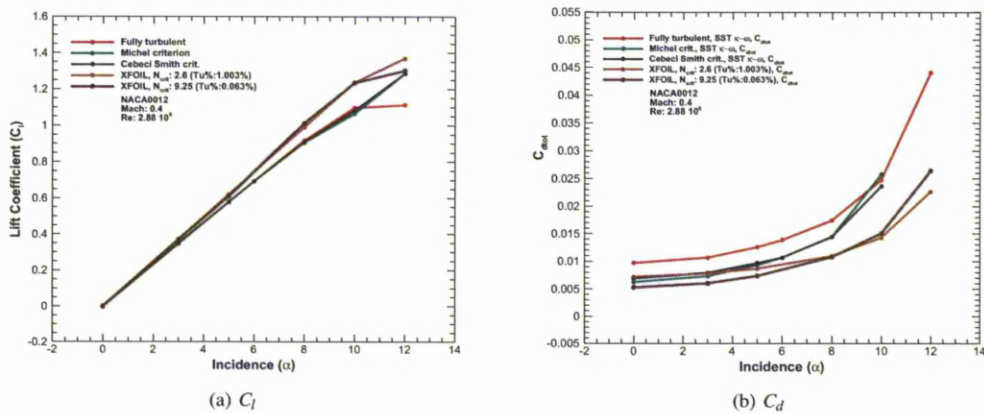 1.6
1.4
1.2
1
0.8
0.6
0.4
0.2
0
-0.2
Lift Coefficient (Cl)
Fully turbulent
Michel criterion
Cebeci Smith crit.
XFOIL, Ncrit: 2.6 (Tu%:1.003%)
XFOIL, Ncrit: 9.25 (Tu%:0.063%)
NACA0012
Mach: 0.4
Re: 2.88 10⁶
-2 0 2 4 6 8 10 12 14
Incidence (α)
(a) Cl
0.055
0.05
0.045
0.04
0.035
0.03
0.025
0.02
0.015
0.01
0.005
0
-0.005
Cdtot
Fully turbulent, SST κ-ω, Cdtot
Michel crit., SST κ-ω, Cdtot
Cebeci Smith crit., SST κ-ω, Cdtot
XFOIL, Ncrit: 2.6 (Tu%:1.003%), Cdtot
XFOIL, Ncrit: 9.25 (Tu%:0.063%), Cdtot
NACA0012
Mach: 0.4
Re: 2.88 10⁶
-2 0 2 4 6 8 10 12 14
Incidence (α)
(b) Cd